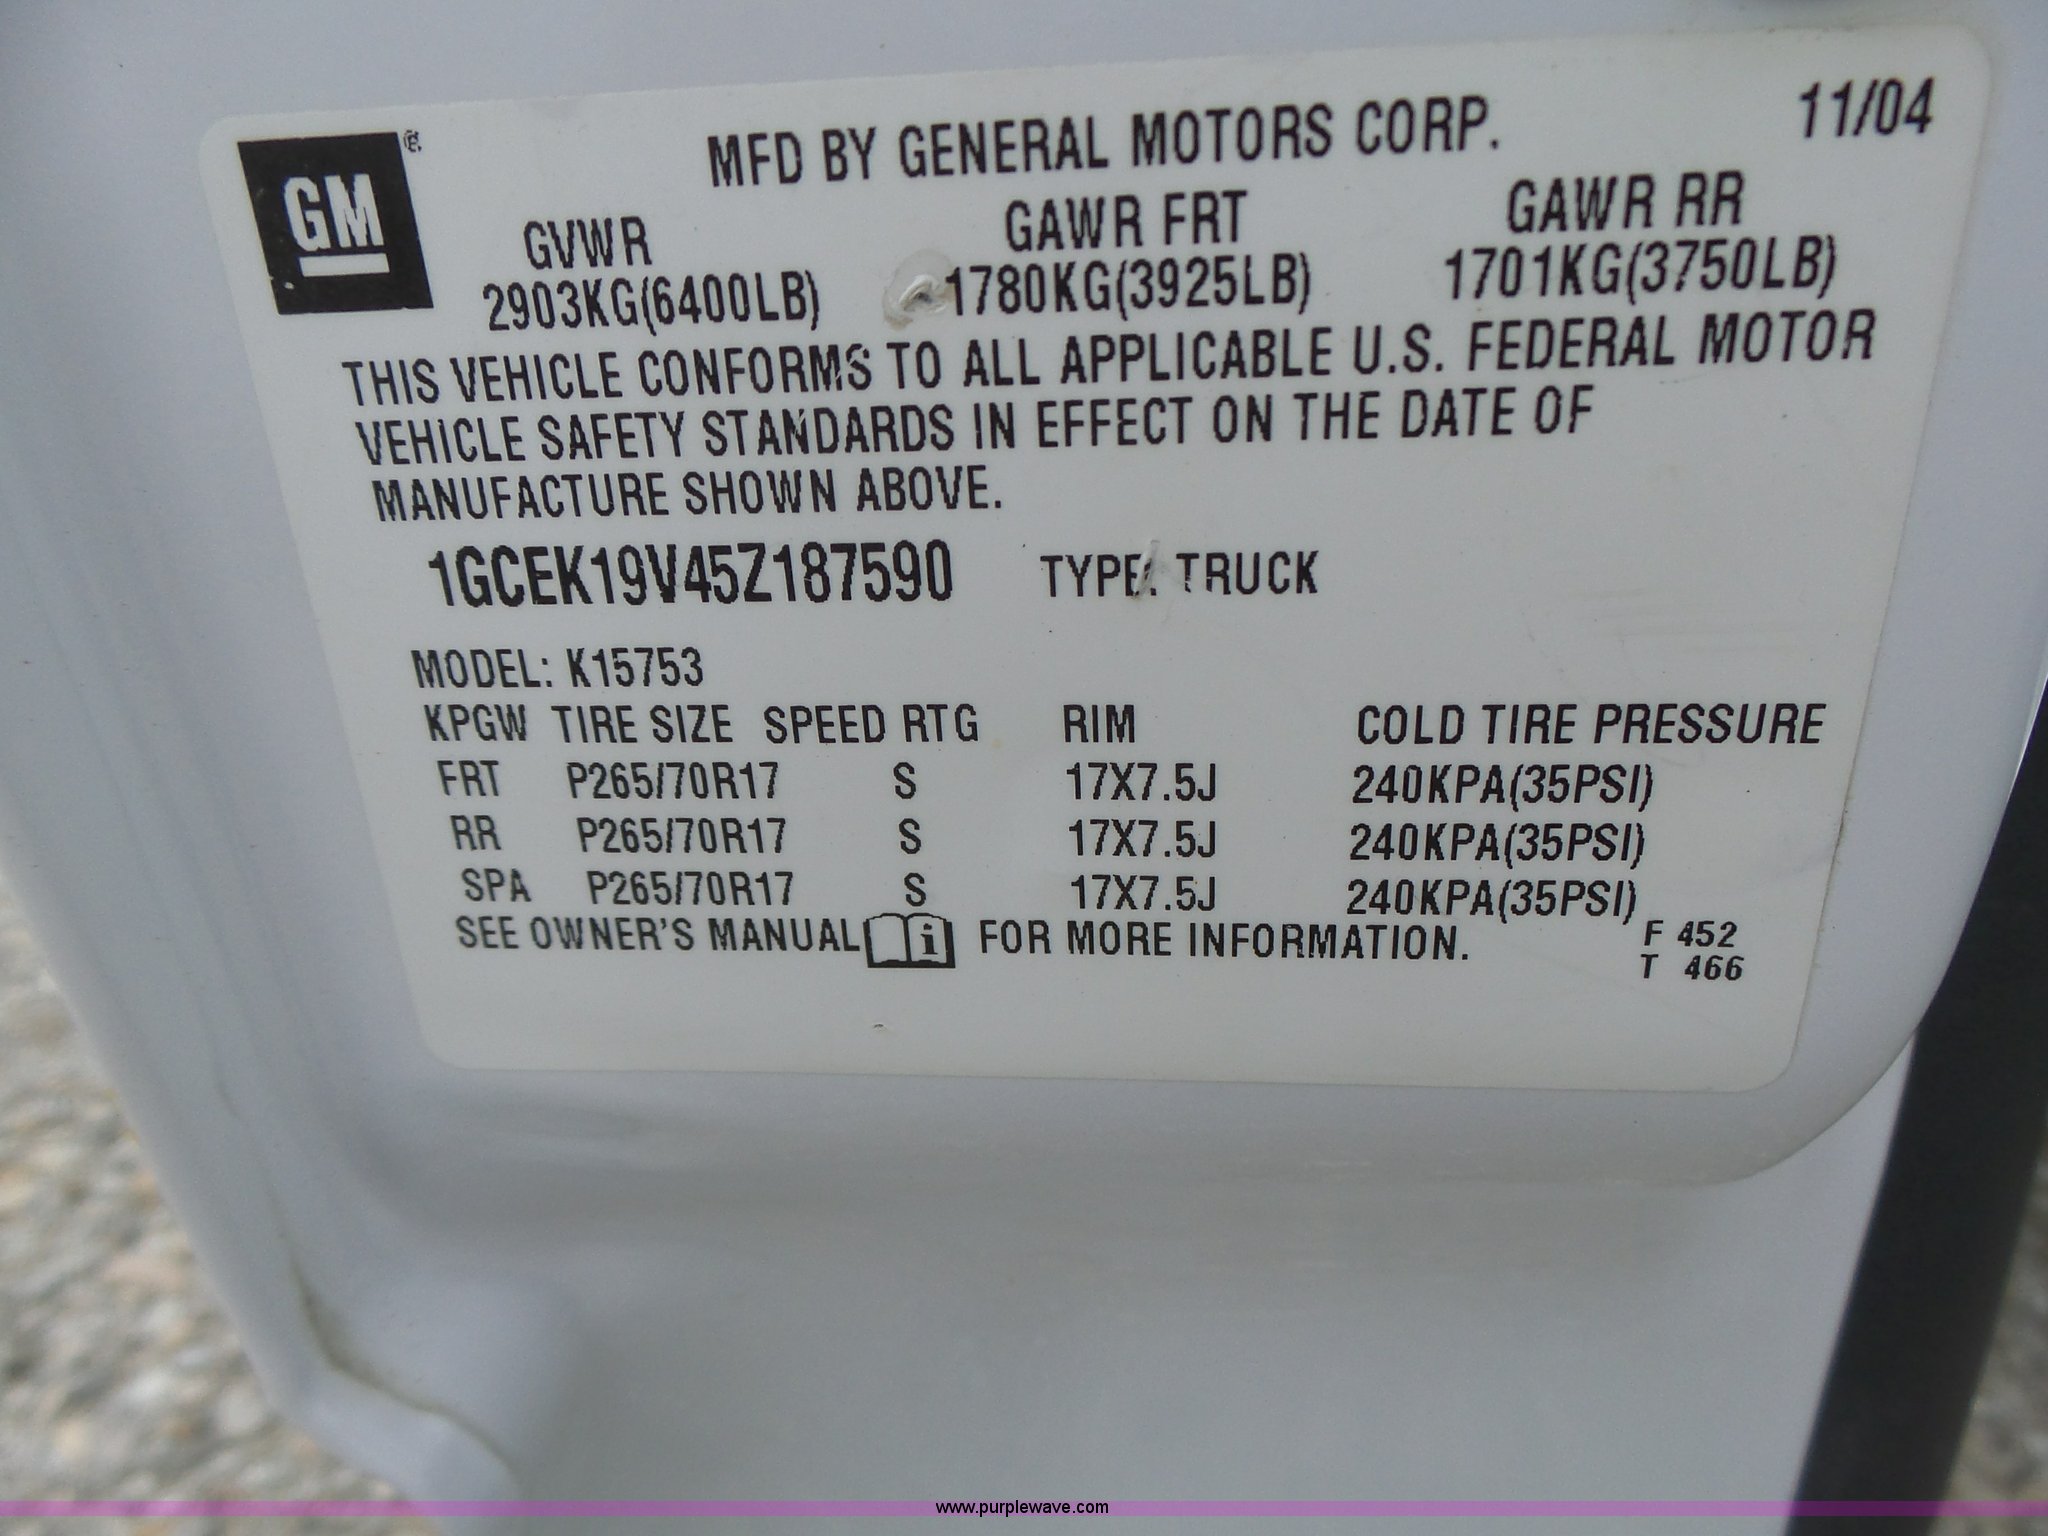 GM®
MFD BY GENERAL MOTORS CORP. 11/04
GVWR GAWR FRT GAWR RR
2903KG(6400LB) 1780KG(3925LB) 1701KG(3750LB)
THIS VEHICLE CONFORMS TO ALL APPLICABLE U.S. FEDERAL MOTOR
VEHICLE SAFETY STANDARDS IN EFFECT ON THE DATE OF
MANUFACTURE SHOWN ABOVE.
1GCEK19V45Z187590 TYPE: TRUCK
MODEL: K15753
KPGW TIRE SIZE SPEED RTG RIM COLD TIRE PRESSURE
FRT P265/70R17 S 17X7.5J 240KPA(35PSI)
RR P265/70R17 S 17X7.5J 240KPA(35PSI)
SPA P265/70R17 S 17X7.5J 240KPA(35PSI)
SEE OWNER'S MANUAL i FOR MORE INFORMATION.
F 452
T 466
www.purplewave.com